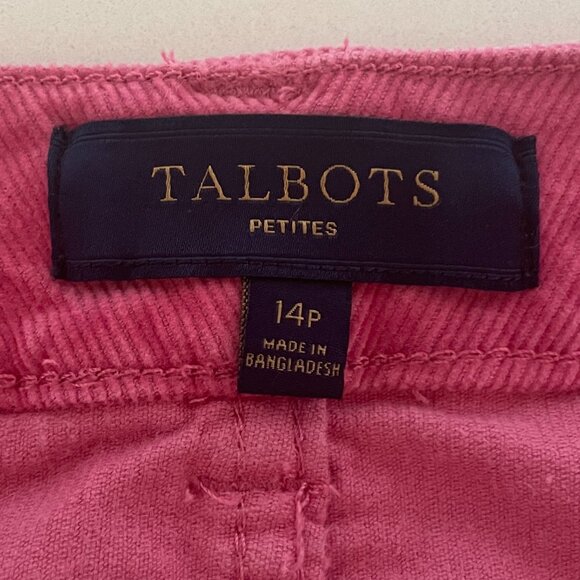 TALBOTS
PETITES
14P
MADE IN
BANGLADESH